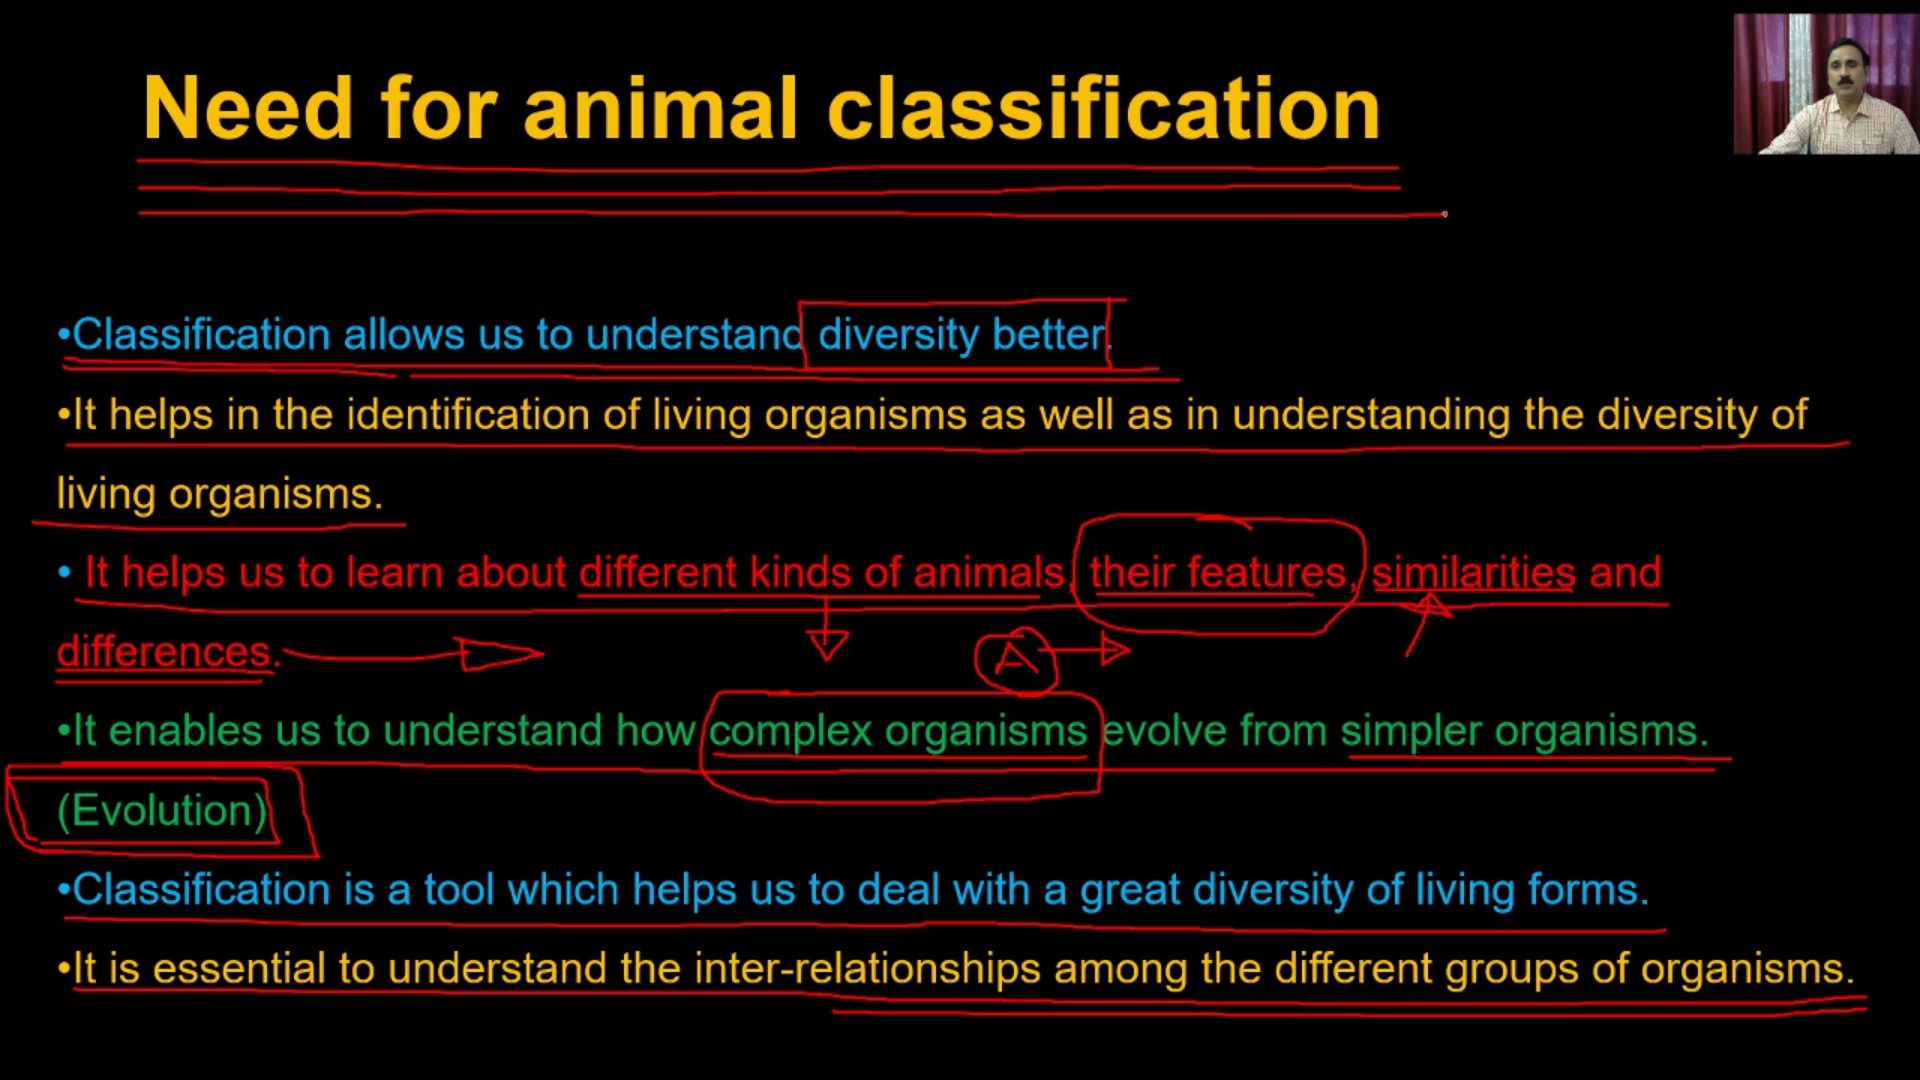 Need for animal classification
•Classification allows us to understand diversity better.
•It helps in the identification of living organisms as well as in understanding the diversity of
living organisms.
• It helps us to learn about different kinds of animals, their features, similarities and
differences.
A
•It enables us to understand how complex organisms evolve from simpler organisms.
(Evolution)
•Classification is a tool which helps us to deal with a great diversity of living forms.
•It is essential to understand the inter-relationships among the different groups of organisms.